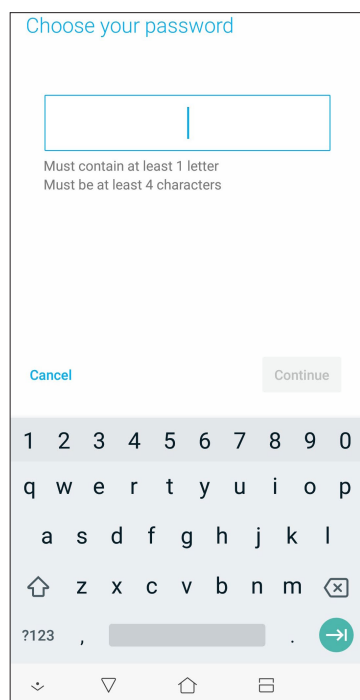 Choose your password
Must contain at least 1 letter
Must be at least 4 characters
Cancel
Continue
1 2 3 4 5 6 7 8 9 0
q w e r t y u i o p
a s d f g h j k l
z x c v b n m
?123 , .